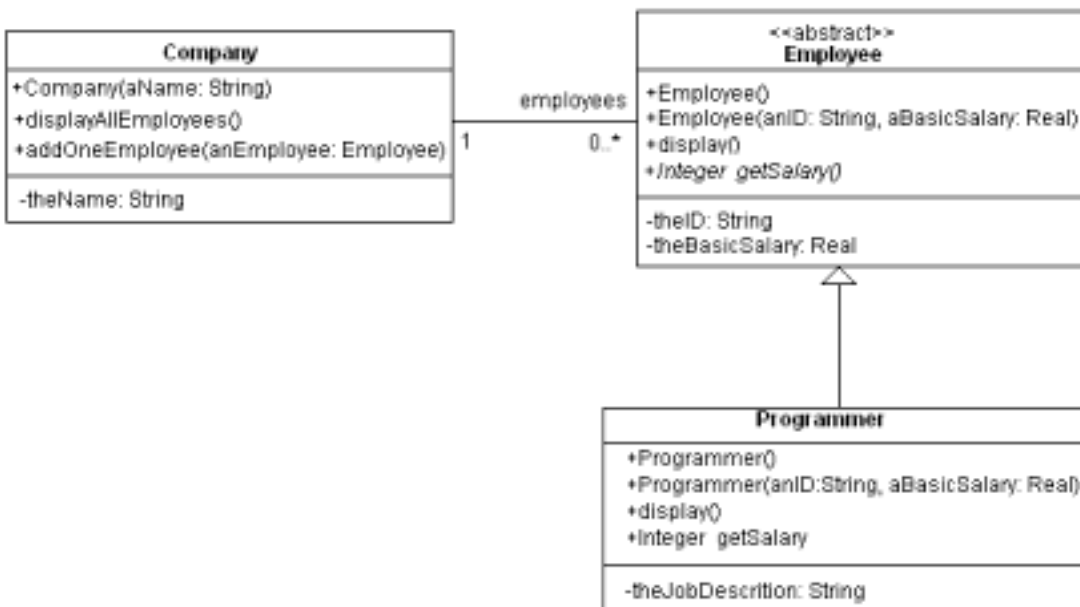 Company
+Company(aName: String)
+displayAllEmployees()
+addOneEmployee(anEmployee: Employee)
-theName: String
employees
1
0..*
<<abstract>>
Employee
+Employee()
+Employee(anID: String, aBasicSalary: Real)
+display()
+Integer getSalary()
-theID: String
-theBasicSalary: Real
Programmer
+Programmer()
+Programmer(anID:String, aBasicSalary: Real)
+display()
+Integer getSalary
-theJobDescrition: String